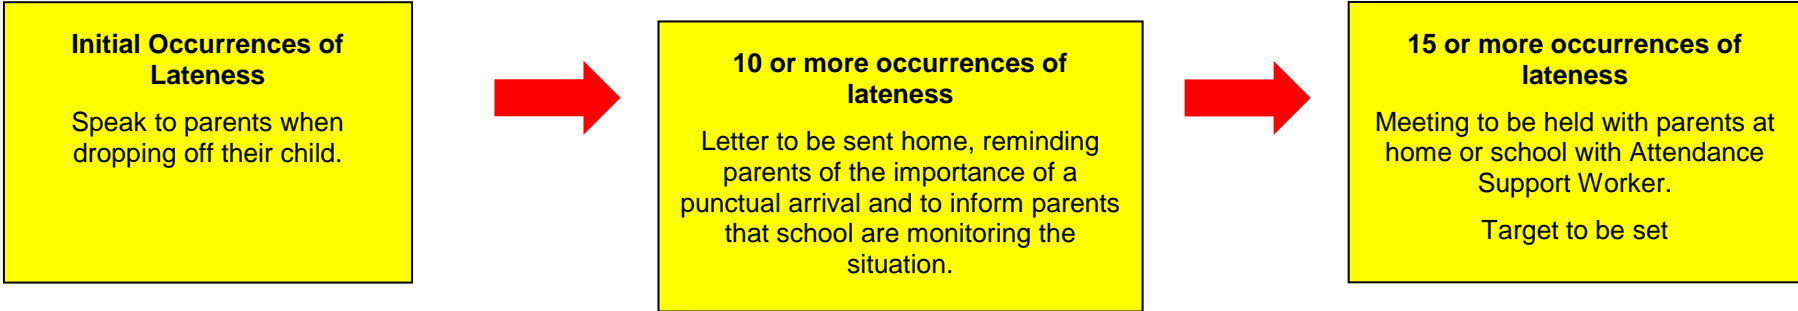 Initial Occurrences of
Lateness
Speak to parents when
dropping off their child.
10 or more occurrences of
lateness
Letter to be sent home, reminding
parents of the importance of a
punctual arrival and to inform parents
that school are monitoring the
situation.
15 or more occurrences of
lateness
Meeting to be held with parents at
home or school with Attendance
Support Worker.
Target to be set